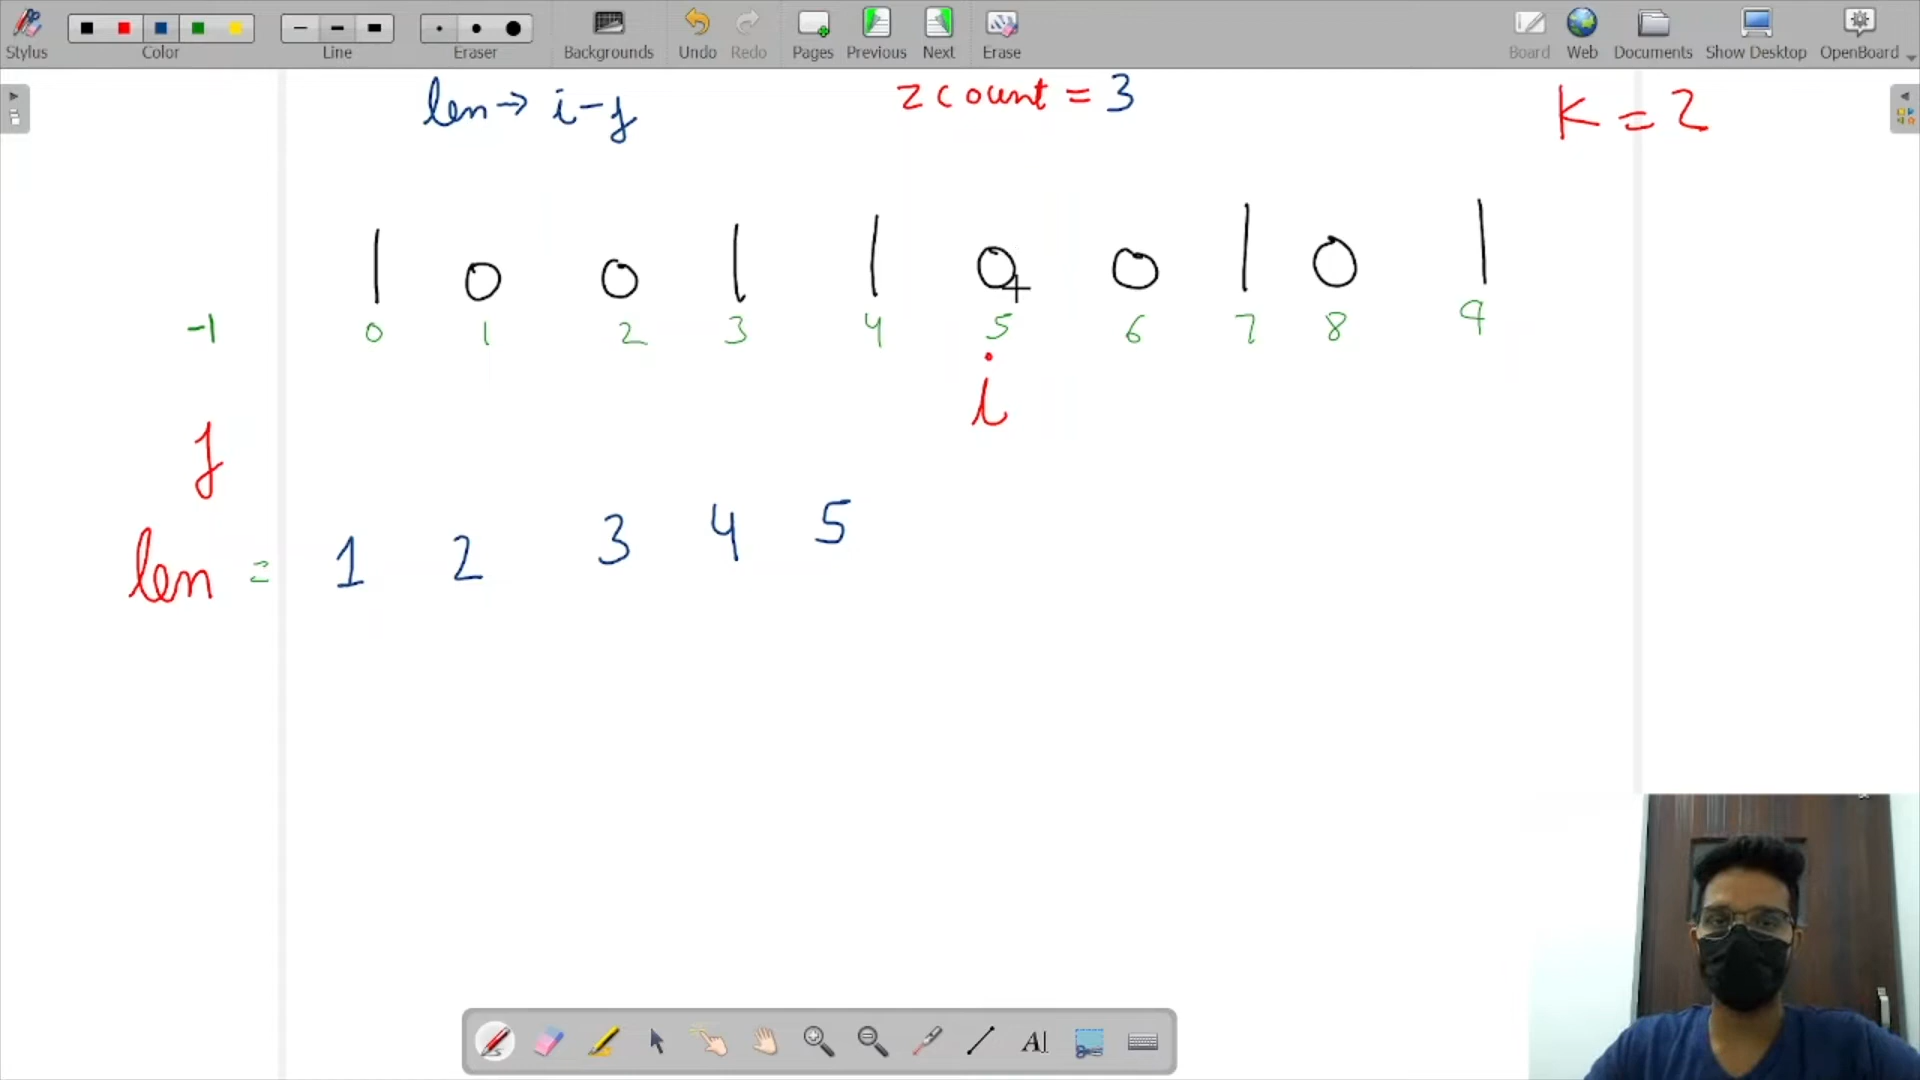 Stylus Color Line Eraser Backgrounds Undo Redo Pages Previous Next Erase Board Web Documents Show Desktop OpenBoard
len → i-j zcount = 3 K = 2
1 0 0 1 1 0 0 1 0 1
-1 0 1 2 3 4 5 6 7 8 9
i
j
len = 1 2 3 4 5
AI